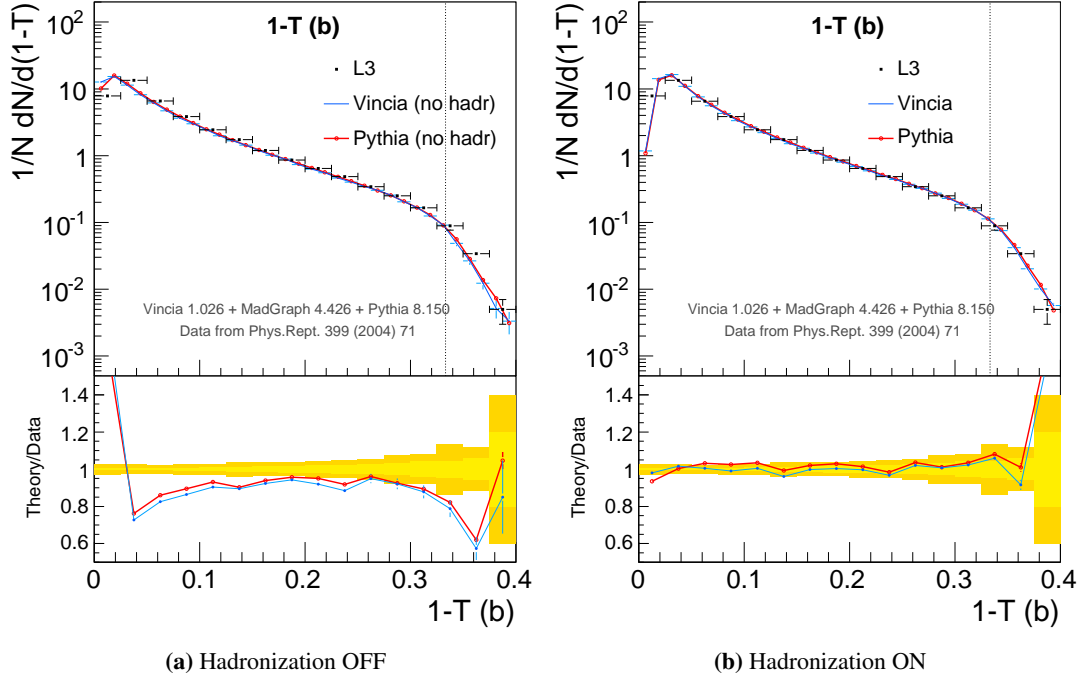 1-T (b)
1/N dN/d(1-T)
10²
10
1
10⁻¹
10⁻²
10⁻³
L3
Vincia (no hadr)
Pythia (no hadr)
Vincia 1.026 + MadGraph 4.426 + Pythia 8.150
Data from Phys.Rept. 399 (2004) 71
Theory/Data
1.4
1.2
1
0.8
0.6
0 0.1 0.2 0.3 0.4
1-T (b)
(a) Hadronization OFF
1-T (b)
1/N dN/d(1-T)
10²
10
1
10⁻¹
10⁻²
10⁻³
L3
Vincia
Pythia
Vincia 1.026 + MadGraph 4.426 + Pythia 8.150
Data from Phys.Rept. 399 (2004) 71
Theory/Data
1.4
1.2
1
0.8
0.6
0 0.1 0.2 0.3 0.4
1-T (b)
(b) Hadronization ON